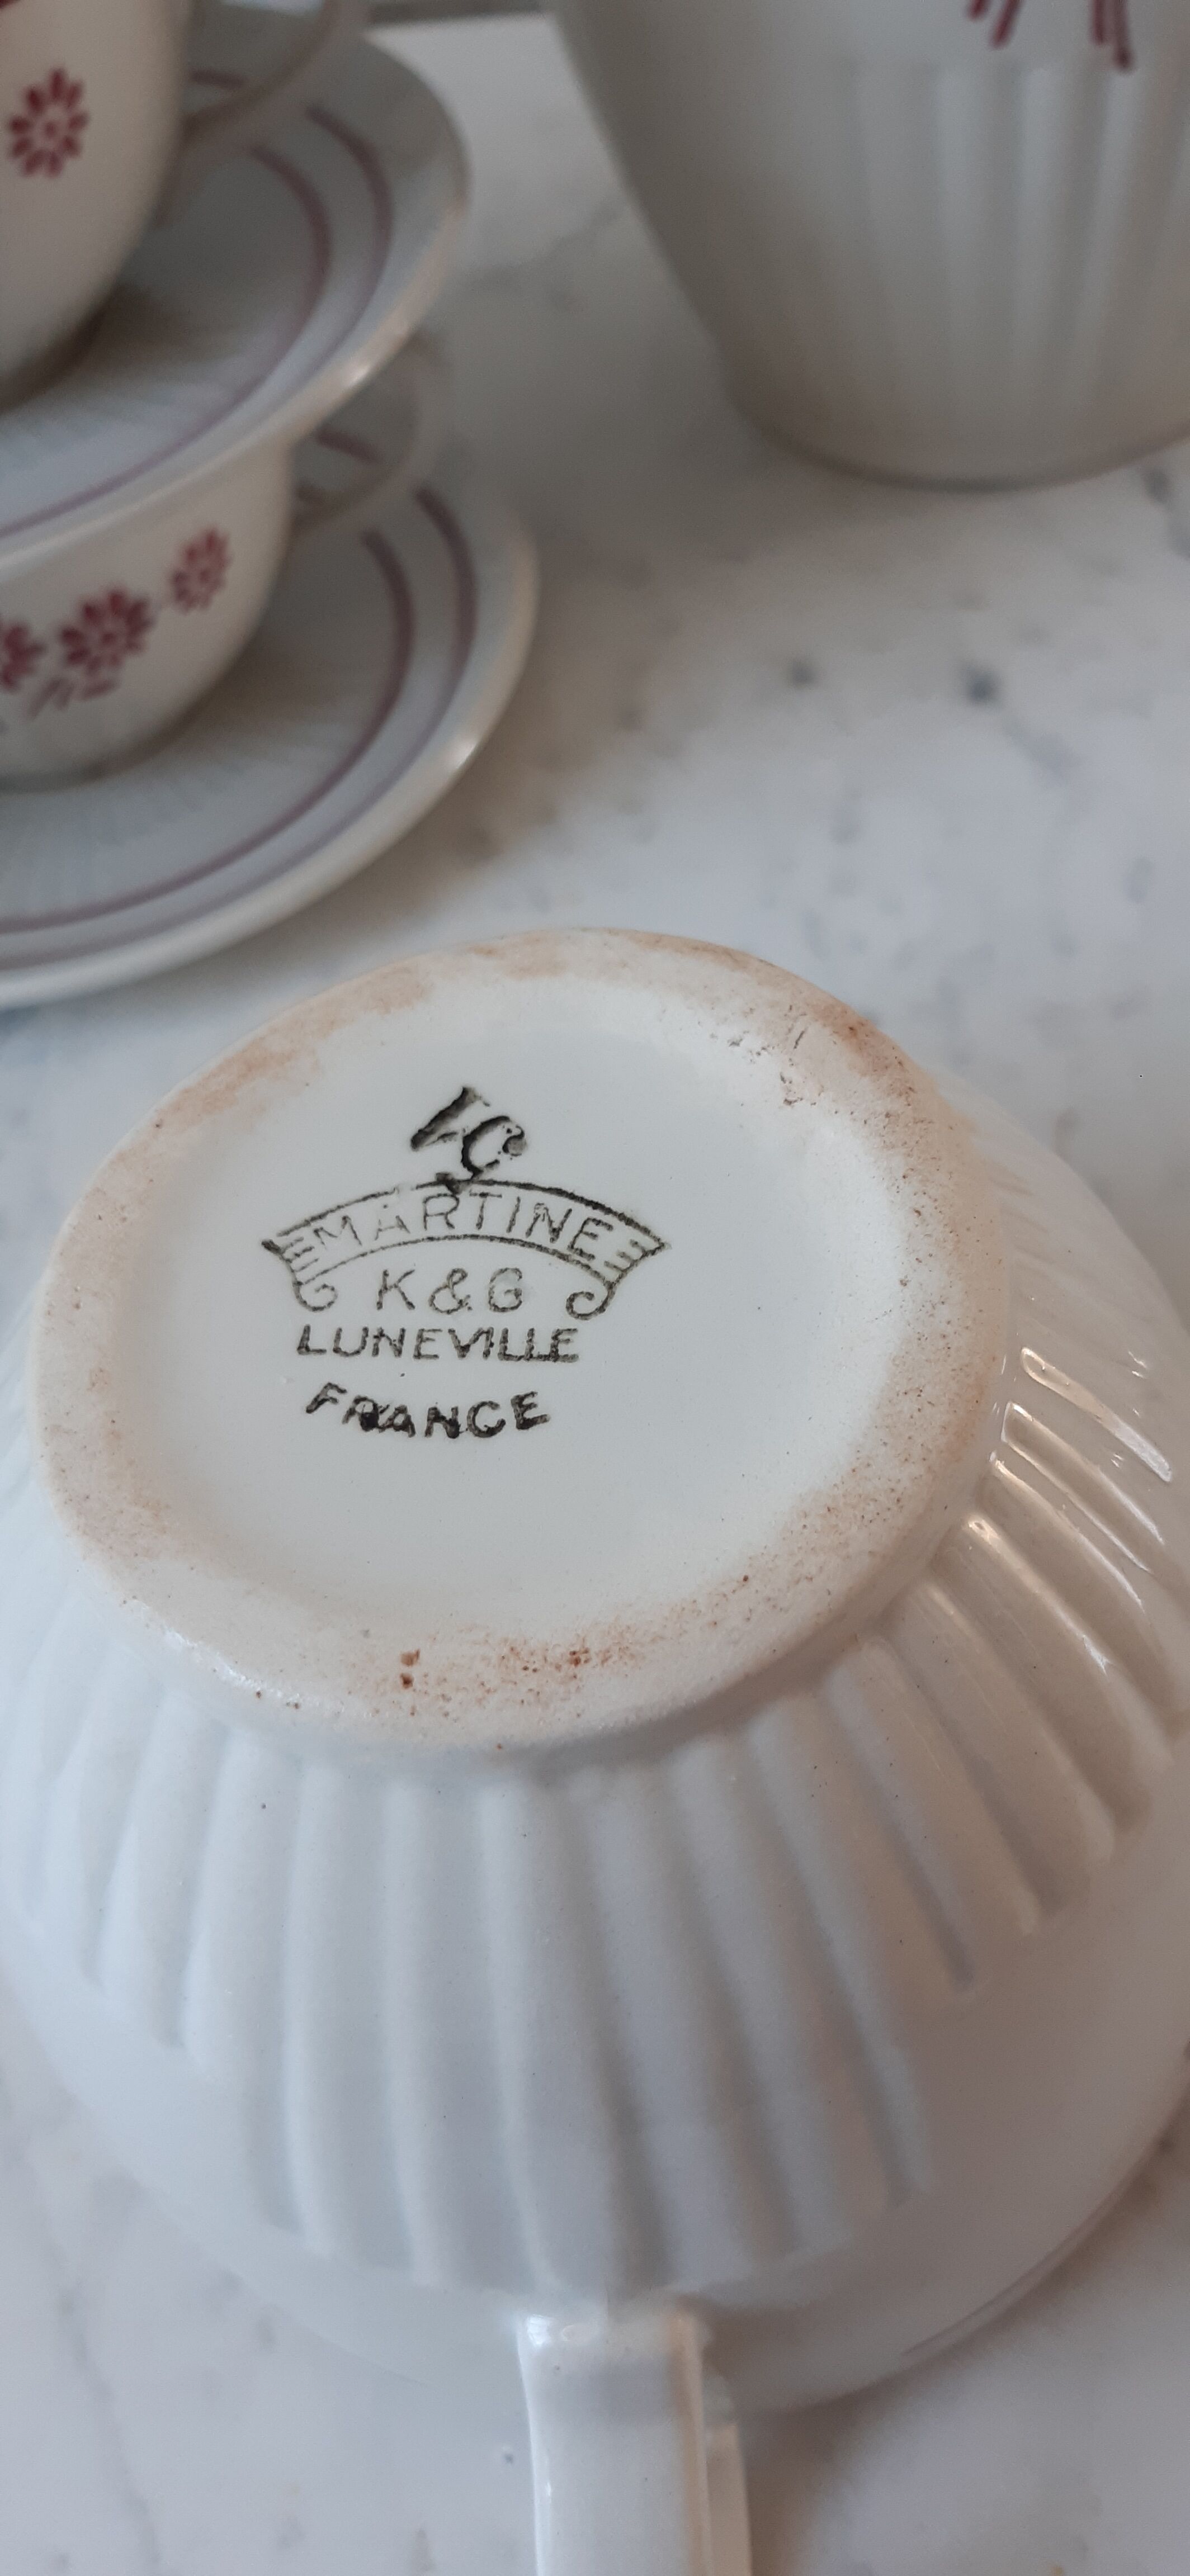 MARTINE
K & G
LUNEVILLE
FRANCE